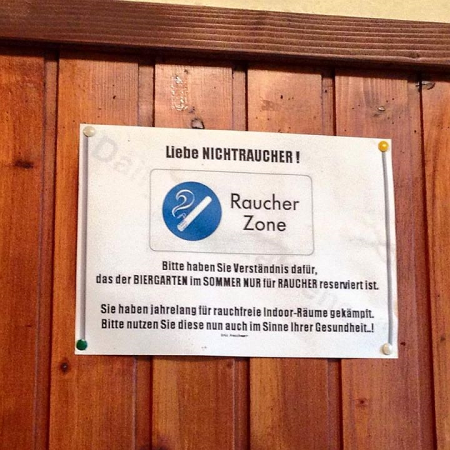 Liebe NICHTRAUCHER !
Raucher
Zone
Bitte haben Sie Verständnis dafür,
das der BIERGARTEN im SOMMER NUR für RAUCHER reserviert ist.
Sie haben jahrelang für rauchfreie Indoor-Räume gekämpft.
Bitte nutzen Sie diese nun auch im Sinne Ihrer Gesundheit..!